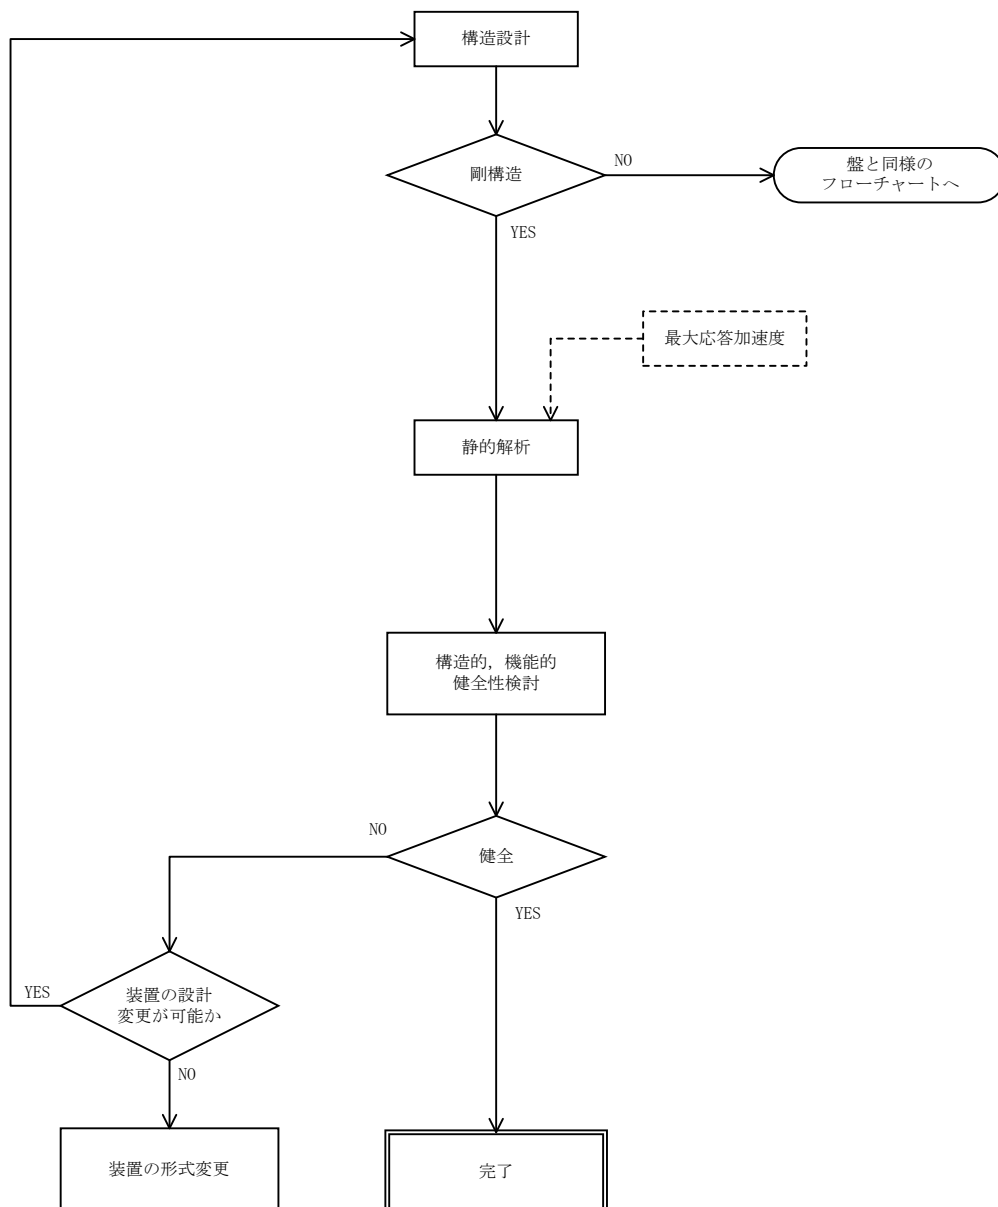 構造設計
剛構造
NO
盤と同様の
フローチャートへ
YES
最大応答加速度
静的解析
構造的，機能的
健全性検討
NO
健全
YES
YES
装置の設計
変更が可能か
NO
装置の形式変更
完了